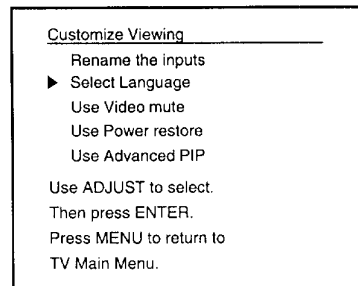 Customize Viewing
Rename the inputs
▶ Select Language
Use Video mute
Use Power restore
Use Advanced PIP
Use ADJUST to select.
Then press ENTER.
Press MENU to return to
TV Main Menu.